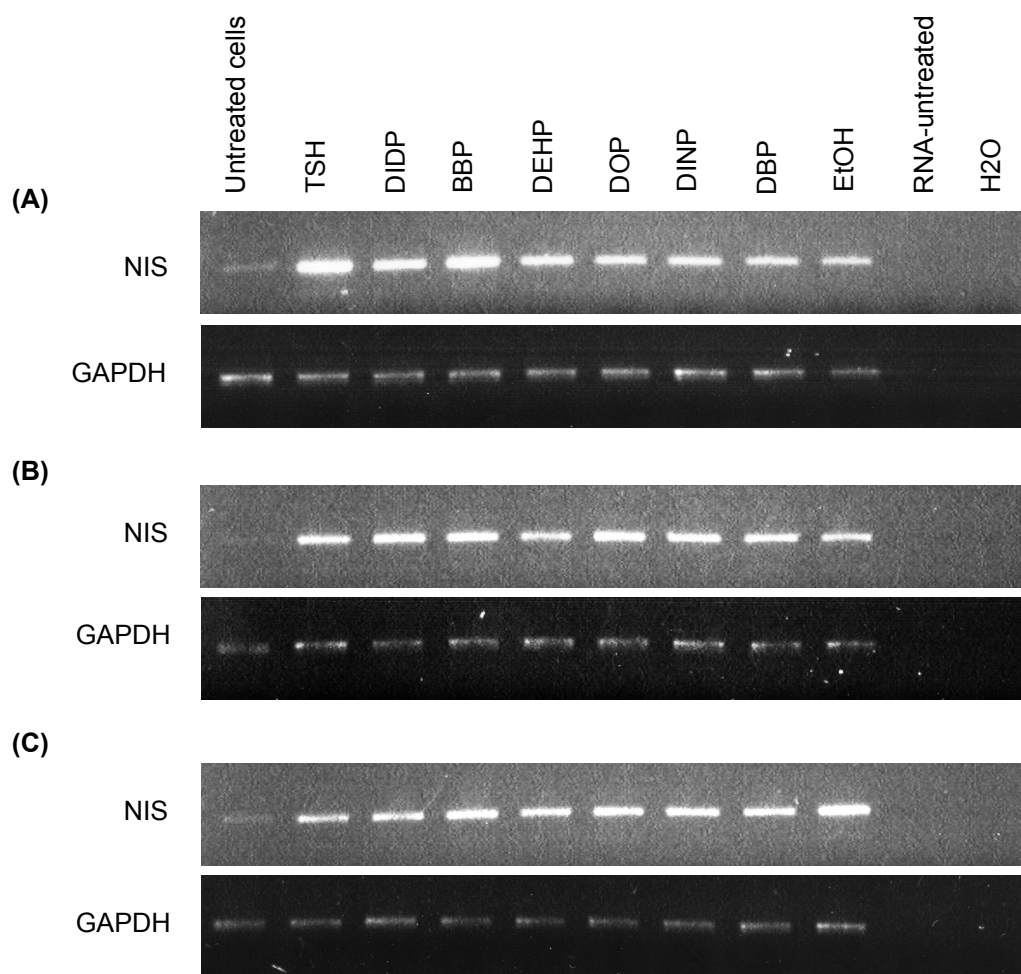 Untreated cells
TSH
DIDP
BBP
DEHP
DOP
DINP
DBP
EtOH
RNA-untreated
H2O
(A)
NIS
GAPDH
(B)
NIS
GAPDH
(C)
NIS
GAPDH